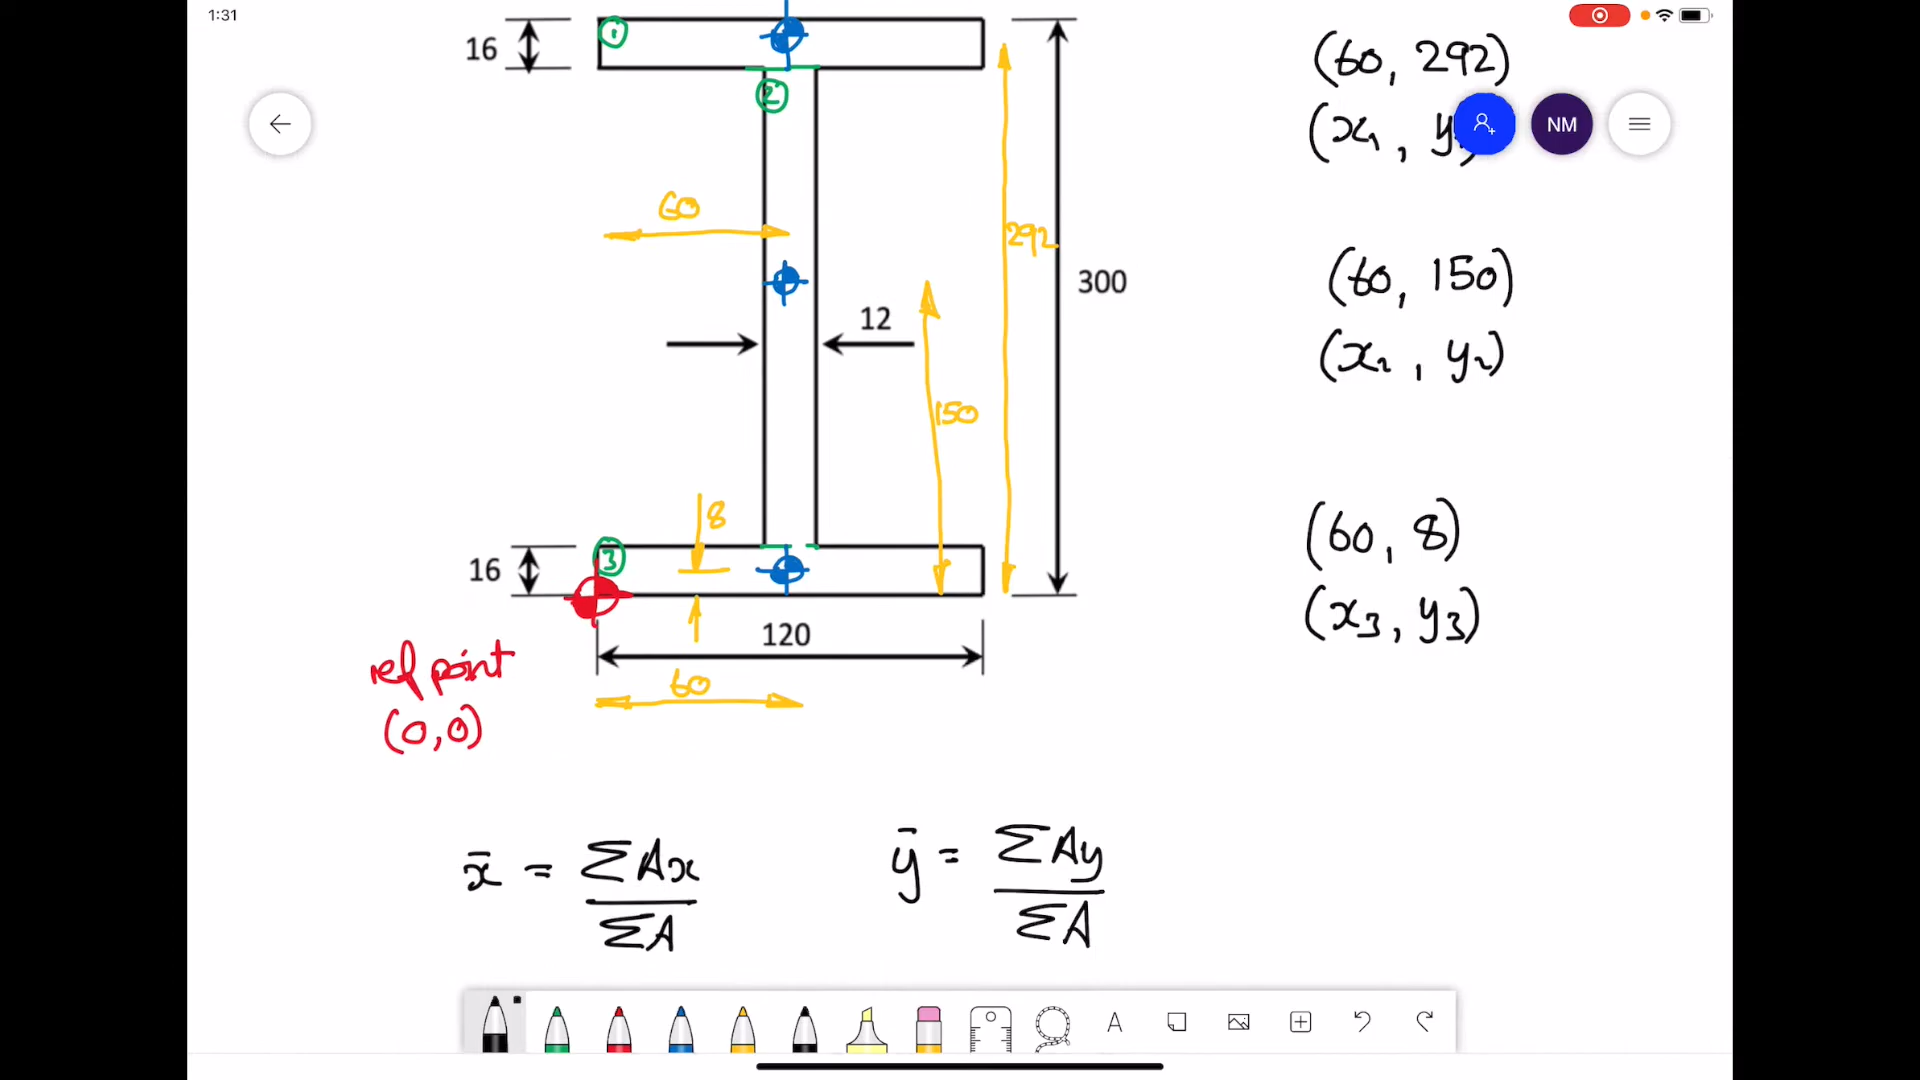 1:31
16
1
(60, 292)
2
NM
(x1, y
60
292
(60, 150)
300
12
(x2, y2)
150
8
(60, 8)
3
16
(x3, y3)
120
ref point
60
(0,0)
x̄ = ΣAx / ΣA
ȳ = ΣAy / ΣA
A